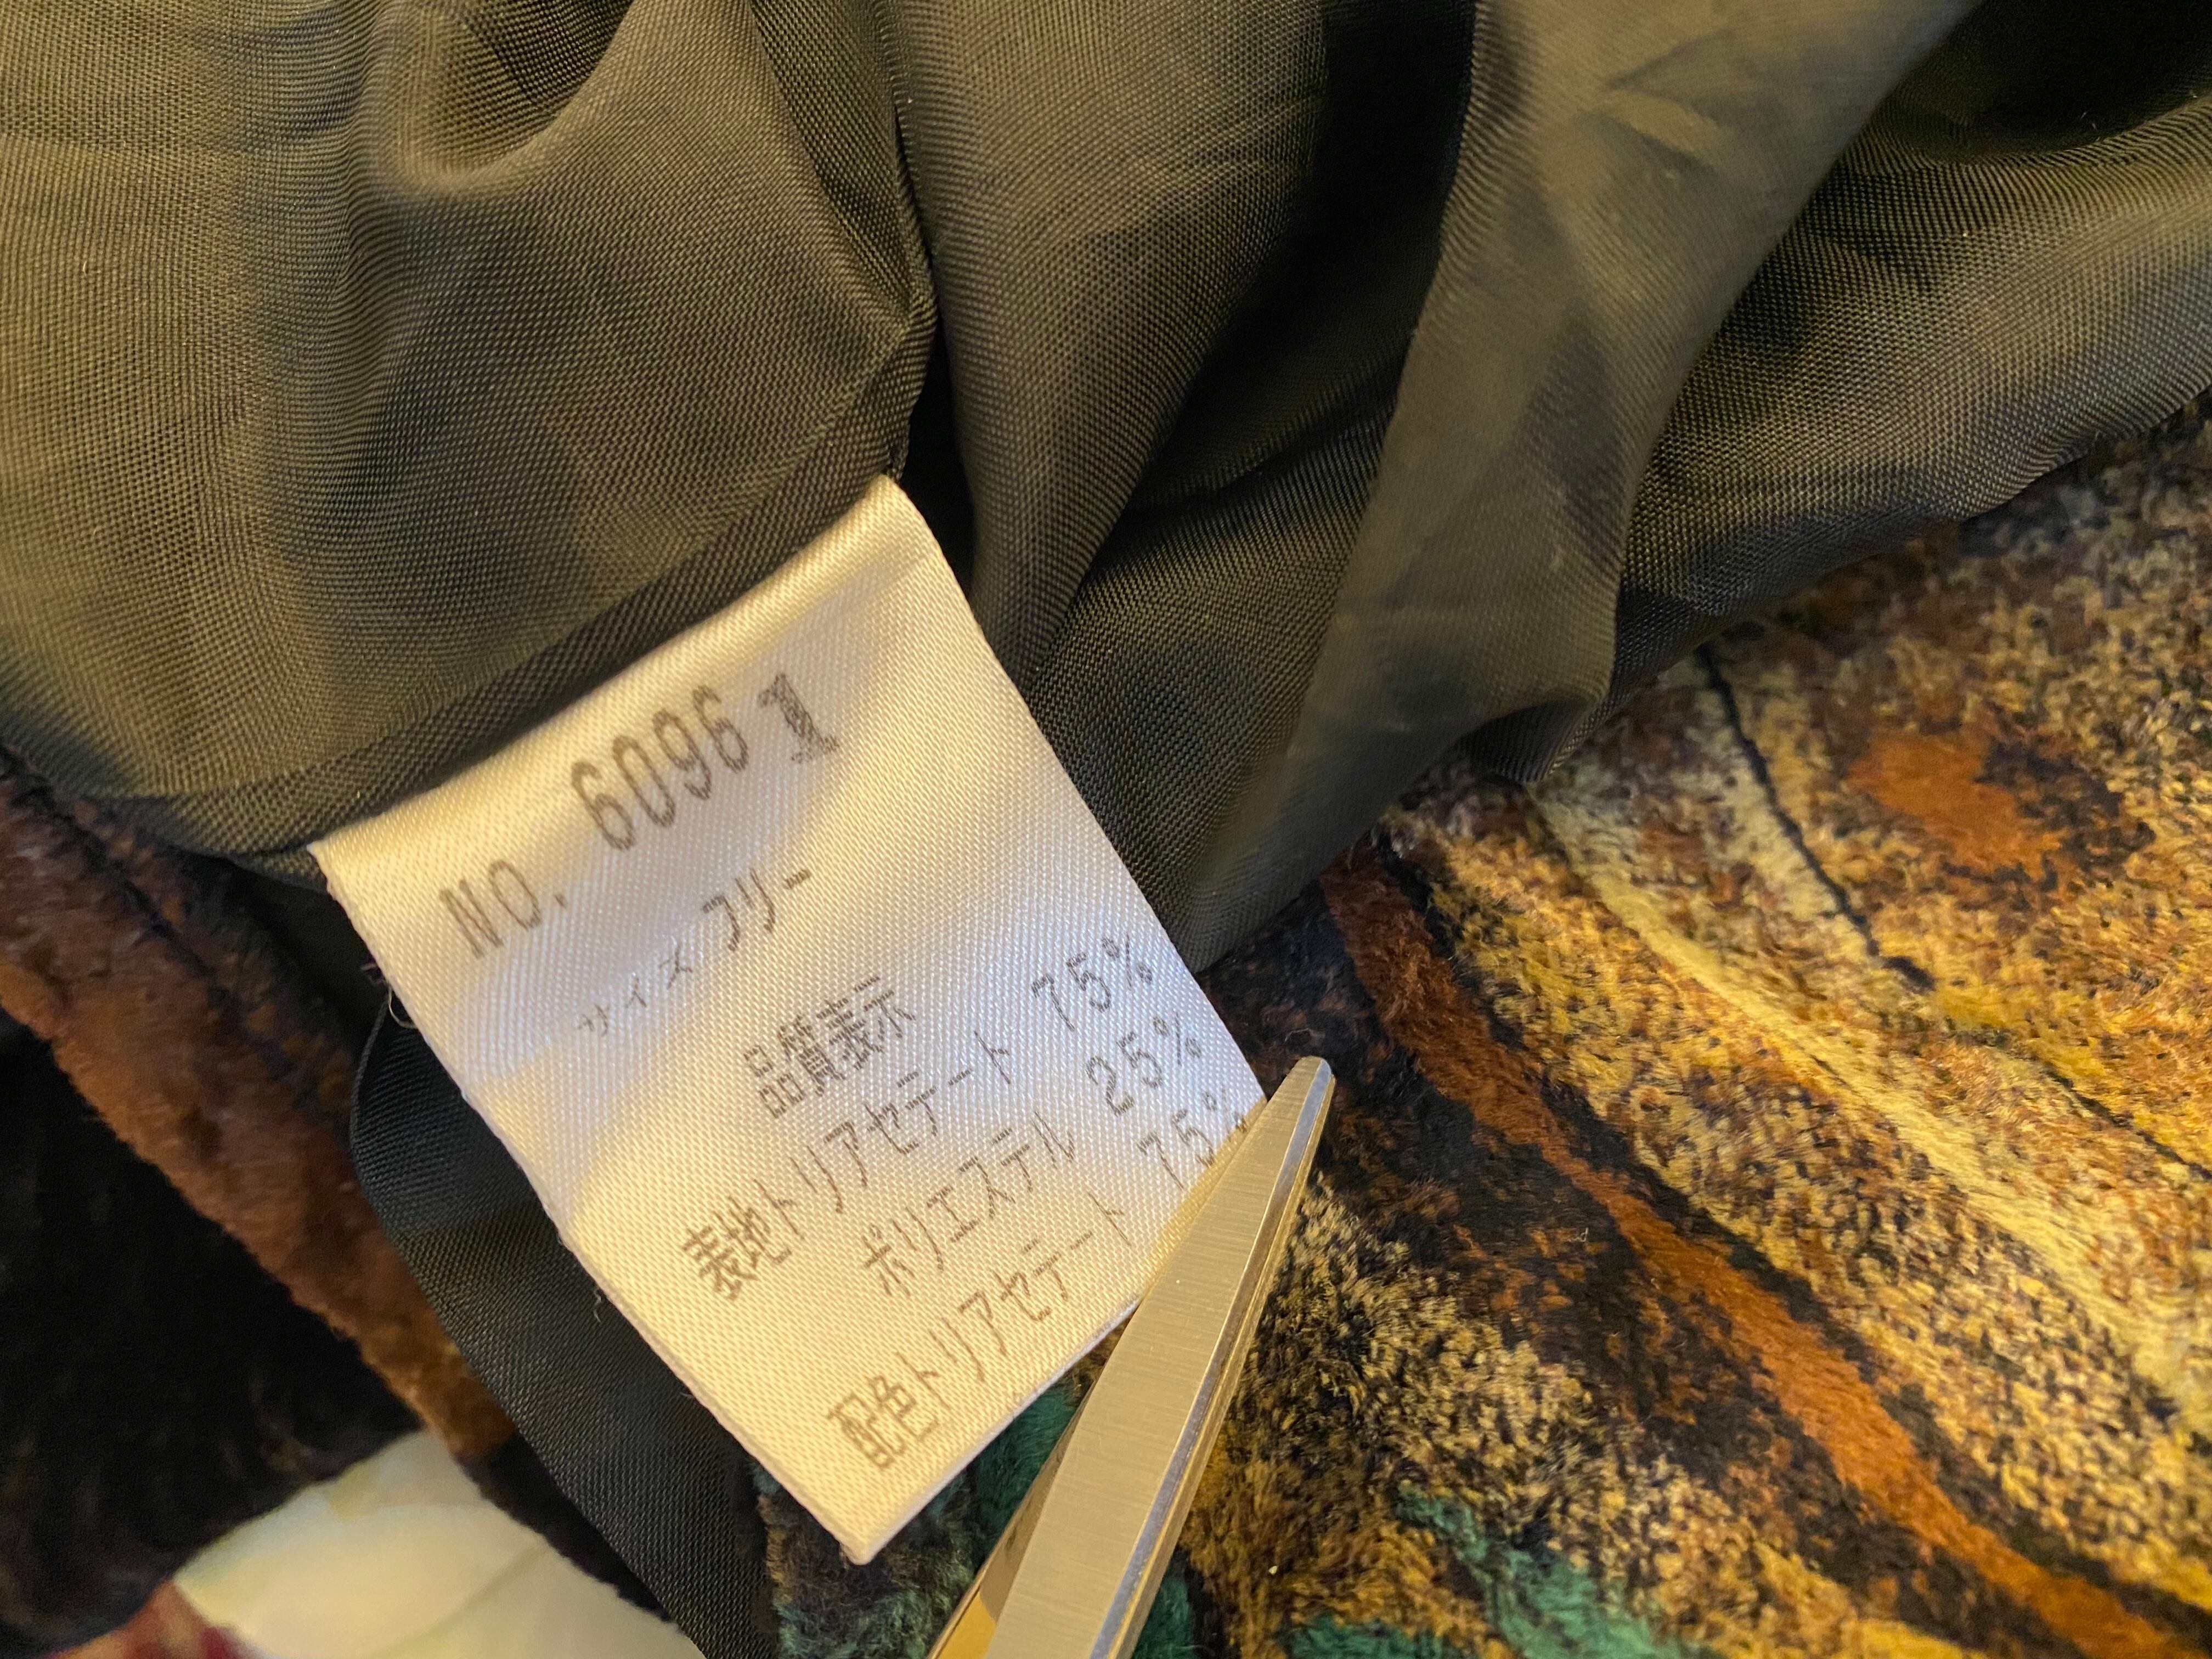 NO. 60961
サイズ フリー
品質表示
表地トリアセテート 75%
ポリエステル 25%
配色トリアセテート 75%